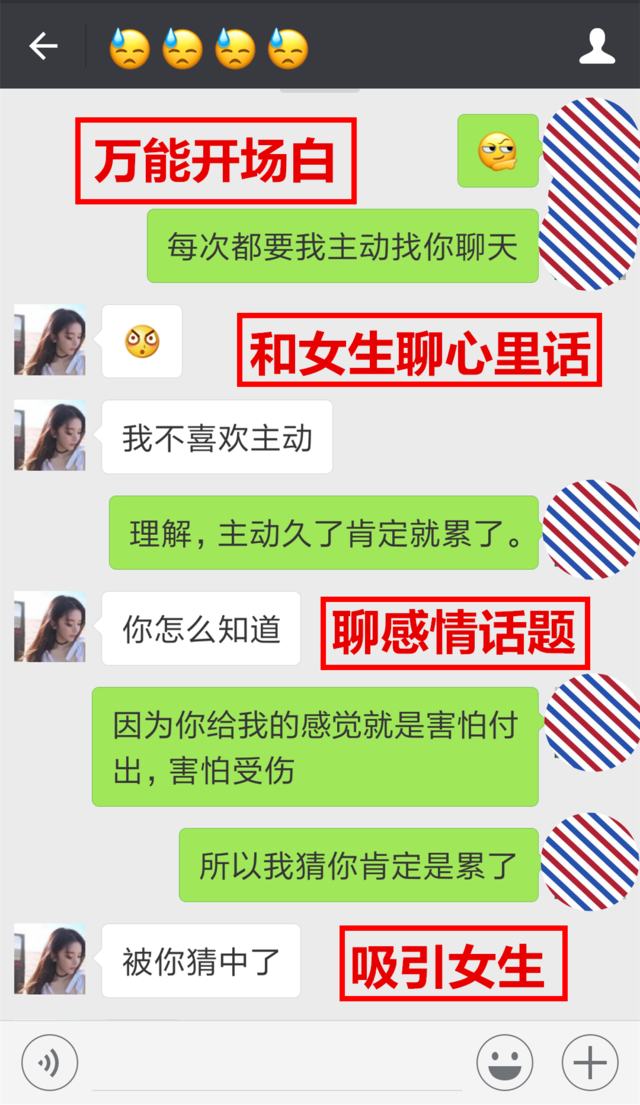 万能开场白
每次都要我主动找你聊天
和女生聊心里话
我不喜欢主动
理解，主动久了肯定就累了。
你怎么知道
聊感情话题
因为你给我的感觉就是害怕付
出，害怕受伤
所以我猜你肯定是累了
被你猜中了
吸引女生